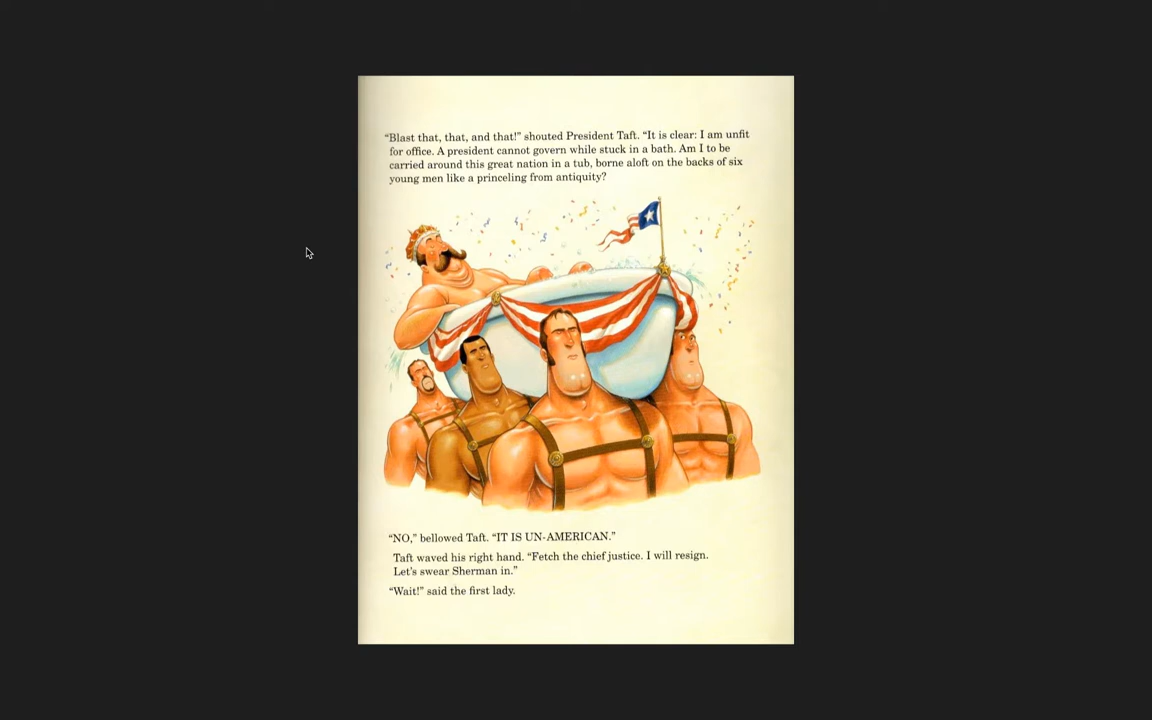 “Blast that, that, and that!” shouted President Taft. “It is clear: I am unfit
for office. A president cannot govern while stuck in a bath. Am I to be
carried around this great nation in a tub, borne aloft on the backs of six
young men like a princeling from antiquity?
“NO,” bellowed Taft. “IT IS UN-AMERICAN.”
Taft waved his right hand. “Fetch the chief justice. I will resign.
Let’s swear Sherman in.”
“Wait!” said the first lady.